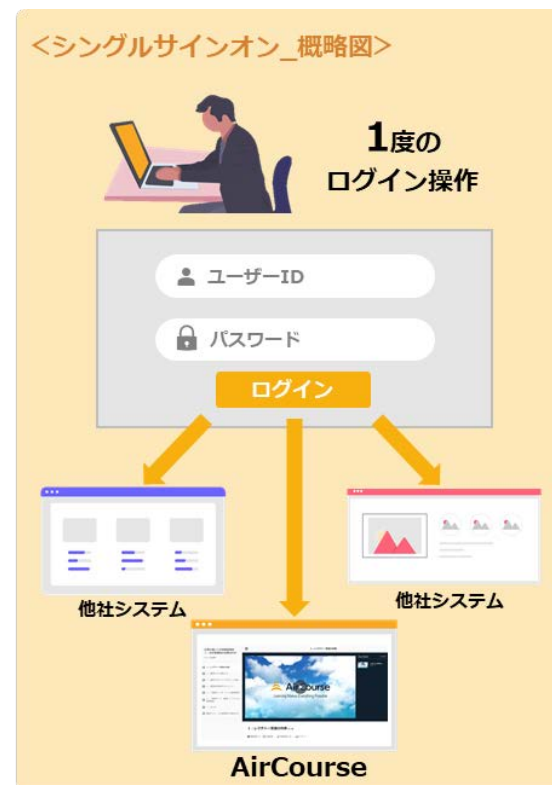 <シングルサインオン_概略図>
1度の
ログイン操作
ユーザーID
パスワード
ログイン
他社システム
他社システム
AirCourse
AirCourse